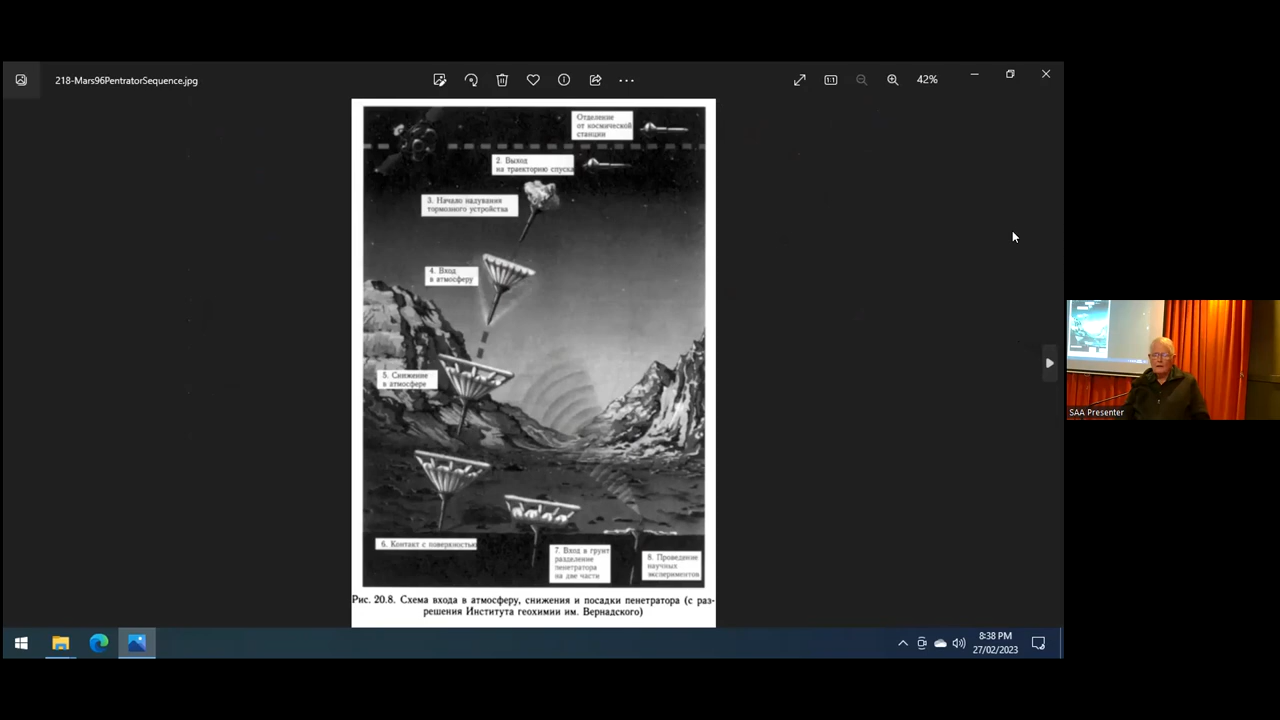 218-Mars96PentratorSequence.jpg
42%
Отделение
от космической
станции
2. Выход
на траекторию спуска
3. Начало надувания
тормозного устройства
4. Вход
в атмосферу
5. Снижение
в атмосфере
6. Контакт с поверхностью
7. Вход в грунт
разделение
пенетратора
на две части
8. Проведение
научных
экспериментов
Рис. 20.8. Схема входа в атмосферу, снижения и посадки пенетратора (с раз-
решения Института геохимии им. Вернадского)
SAA Presenter
8:38 PM
27/02/2023